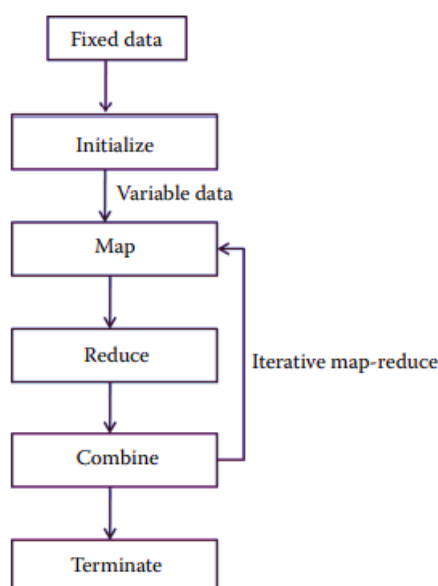 Fixed data
Initialize
Variable data
Map
Reduce
Iterative map-reduce
Combine
Terminate